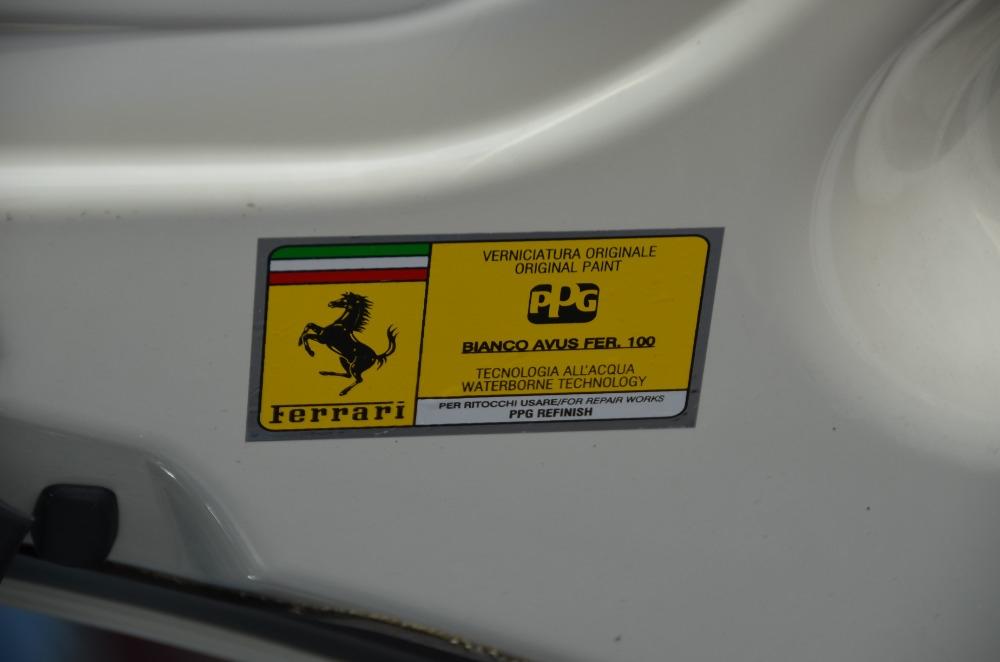 VERNICIATURA ORIGINALE
ORIGINAL PAINT
PPG
BIANCO AVUS FER. 100
TECNOLOGIA ALL'ACQUA
WATERBORNE TECHNOLOGY
PER RITOCCHI USARE/FOR REPAIR WORKS
PPG REFINISH
Ferrari